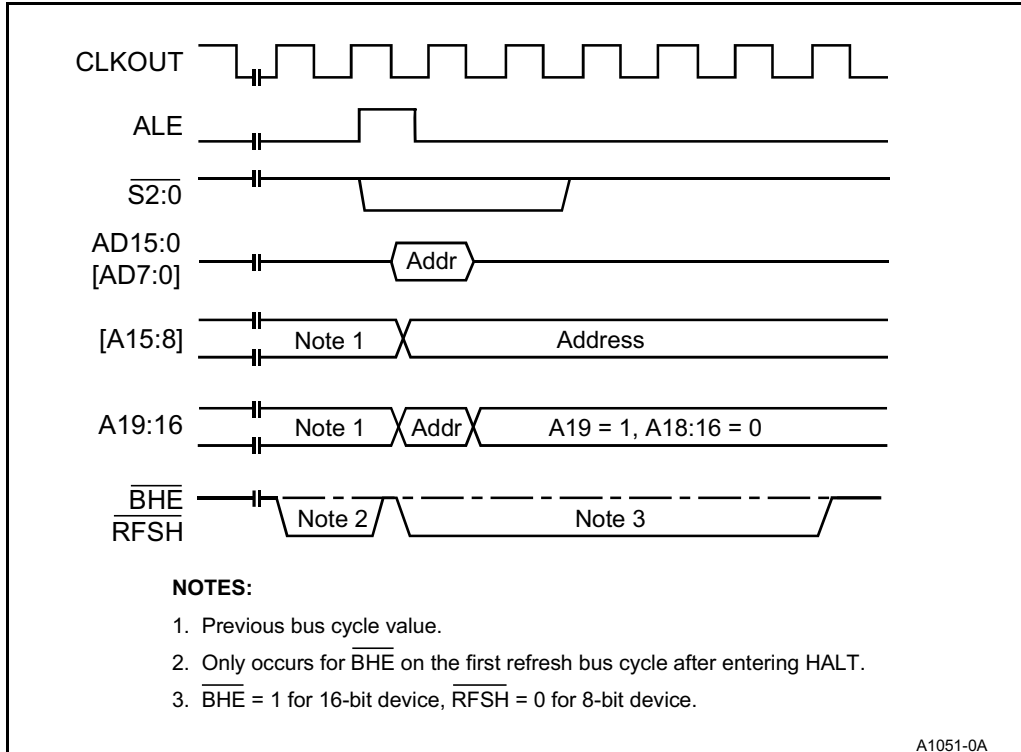 CLKOUT
ALE
S2:0
AD15:0
[AD7:0]
Addr
[A15:8]
Note 1
Address
A19:16
Note 1
Addr
A19 = 1, A18:16 = 0
BHE
RFSH
Note 2
Note 3
NOTES:
1. Previous bus cycle value.
2. Only occurs for BHE on the first refresh bus cycle after entering HALT.
3. BHE = 1 for 16-bit device, RFSH = 0 for 8-bit device.
A1051-0A